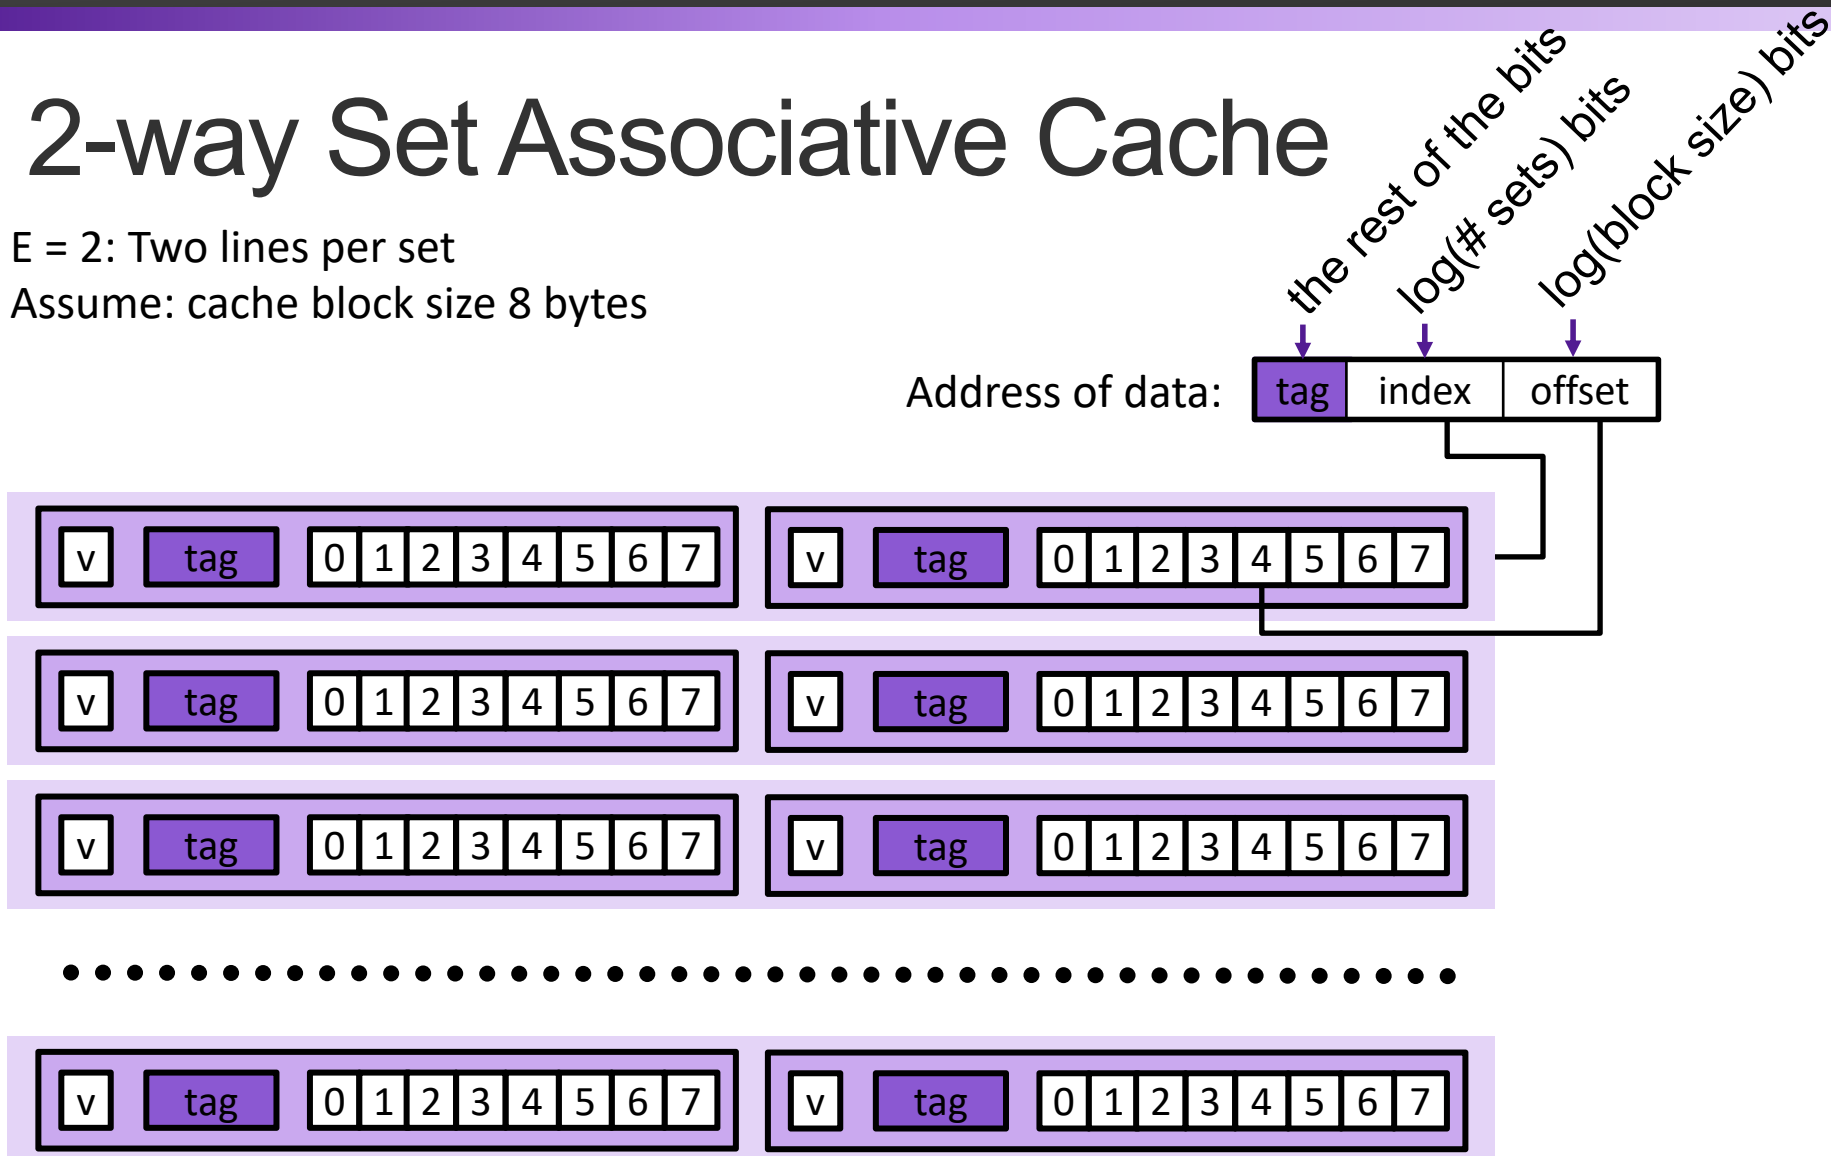 2-way Set Associative Cache
E = 2: Two lines per set
Assume: cache block size 8 bytes
the rest of the bits
log(# sets) bits
log(block size) bits
Address of data:
tag index offset
v tag 0 1 2 3 4 5 6 7 v tag 0 1 2 3 4 5 6 7
v tag 0 1 2 3 4 5 6 7 v tag 0 1 2 3 4 5 6 7
v tag 0 1 2 3 4 5 6 7 v tag 0 1 2 3 4 5 6 7
v tag 0 1 2 3 4 5 6 7 v tag 0 1 2 3 4 5 6 7